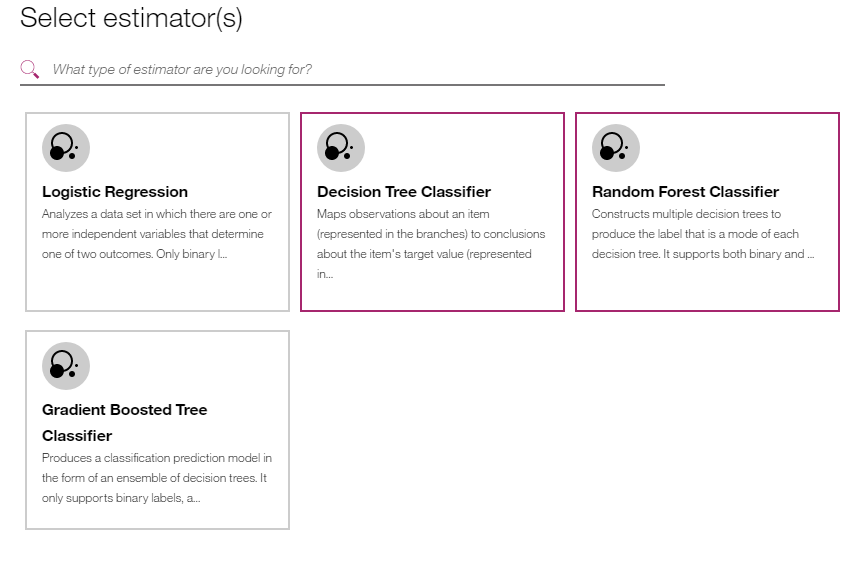 Select estimator(s)
What type of estimator are you looking for?
Logistic Regression
Analyzes a data set in which there are one or
more independent variables that determine
one of two outcomes. Only binary l...
Decision Tree Classifier
Maps observations about an item
(represented in the branches) to conclusions
about the item's target value (represented
in...
Random Forest Classifier
Constructs multiple decision trees to
produce the label that is a mode of each
decision tree. It supports both binary and ...
Gradient Boosted Tree
Classifier
Produces a classification prediction model in
the form of an ensemble of decision trees. It
only supports binary labels, a...